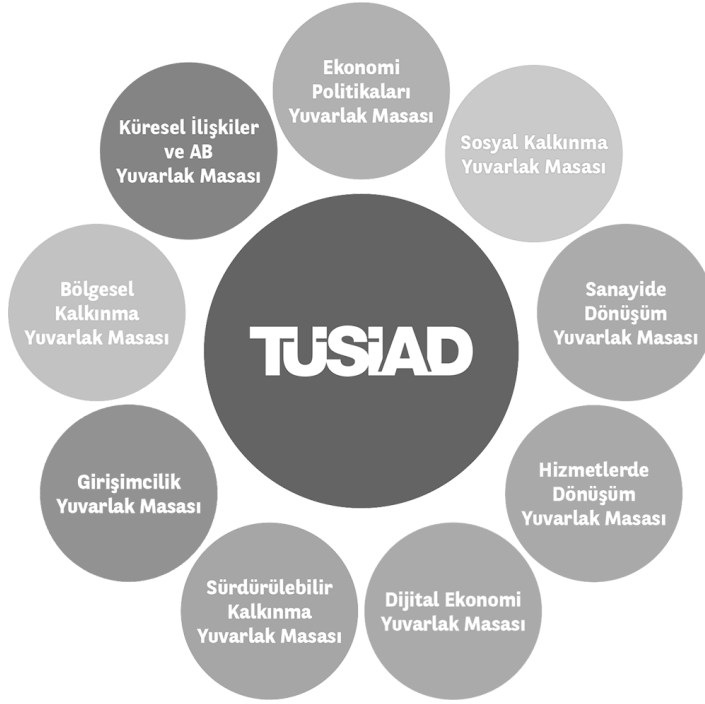 Ekonomi
Politikaları
Yuvarlak Masası
Sosyal Kalkınma
Yuvarlak Masası
Sanayide
Dönüşüm
Yuvarlak Masası
Hizmetlerde
Dönüşüm
Yuvarlak Masası
Dijital Ekonomi
Yuvarlak Masası
Sürdürülebilir
Kalkınma
Yuvarlak Masası
Girişimcilik
Yuvarlak Masası
Bölgesel
Kalkınma
Yuvarlak Masası
Küresel İlişkiler
ve AB
Yuvarlak Masası
TÜSİAD